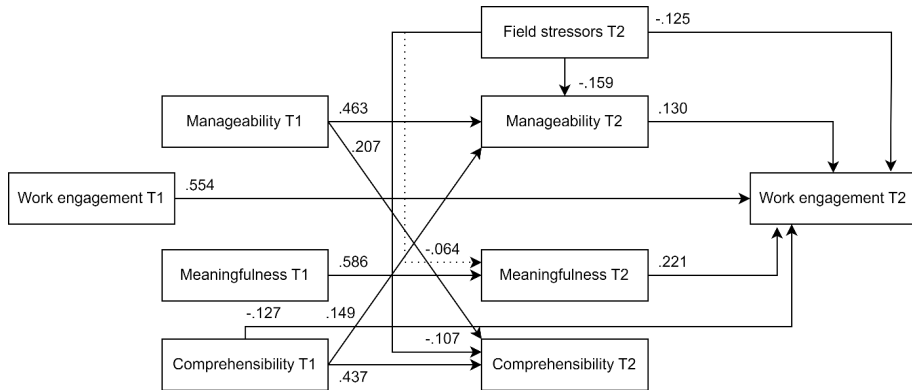 Field stressors T2
-.125
-.159
Manageability T1
.463
Manageability T2
.130
.207
Work engagement T1
.554
Work engagement T2
-.064
Meaningfulness T1
.586
Meaningfulness T2
.221
-.127
.149
-.107
Comprehensibility T1
.437
Comprehensibility T2